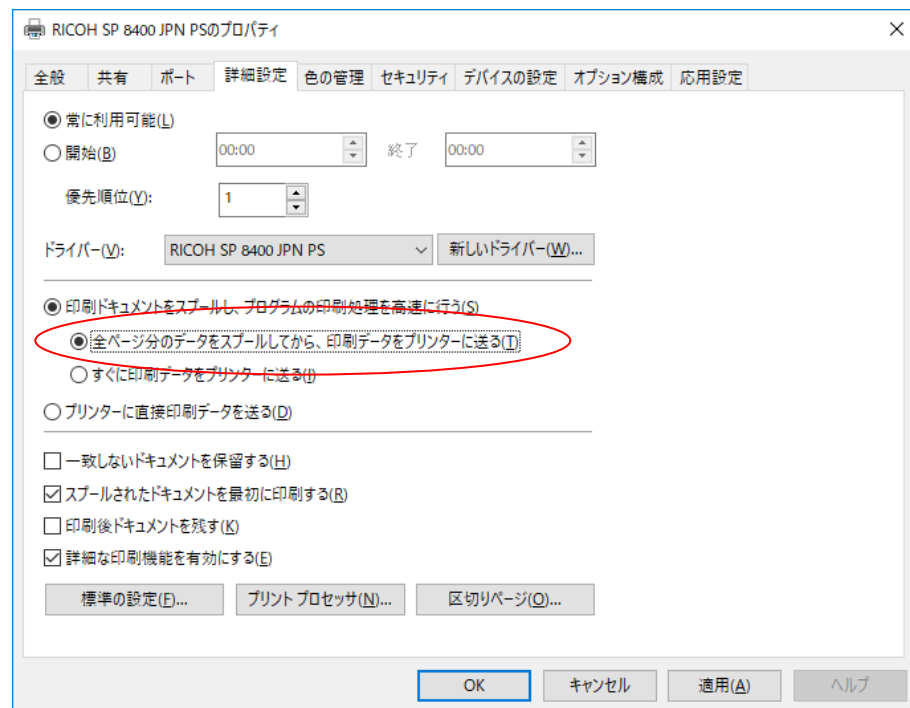 RICOH SP 8400 JPN PSのプロパティ
全般 共有 ポート 詳細設定 色の管理 セキュリティ デバイスの設定 オプション構成 応用設定
常に利用可能(L)
開始(B) 00:00 終了 00:00
優先順位(Y): 1
ドライバー(V): RICOH SP 8400 JPN PS 新しいドライバー(W)...
印刷ドキュメントをスプールし、プログラムの印刷処理を高速に行う(S)
全ページ分のデータをスプールしてから、印刷データをプリンターに送る(T)
すぐに印刷データをプリンターに送る(I)
プリンターに直接印刷データを送る(D)
一致しないドキュメントを保留する(H)
スプールされたドキュメントを最初に印刷する(R)
印刷後ドキュメントを残す(K)
詳細な印刷機能を有効にする(E)
標準の設定(F)... プリント プロセッサ(N)... 区切りページ(O)...
OK キャンセル 適用(A) ヘルプ